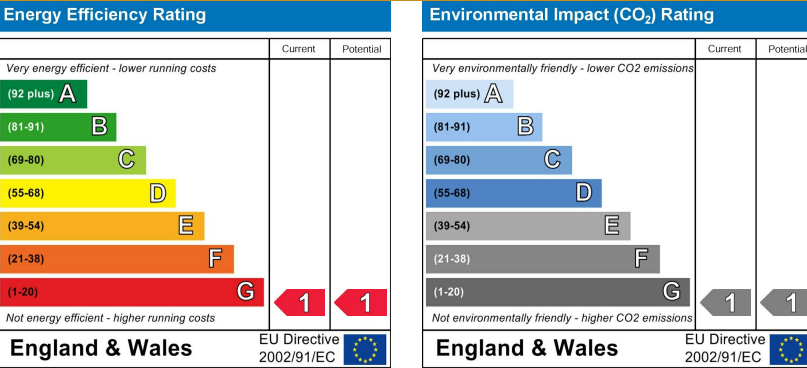 Energy Efficiency Rating
Current Potential
Very energy efficient - lower running costs
(92 plus) A
(81-91) B
(69-80) C
(55-68) D
(39-54) E
(21-38) F
(1-20) G
1 1
Not energy efficient - higher running costs
England & Wales
EU Directive
2002/91/EC
Environmental Impact (CO₂) Rating
Current Potential
Very environmentally friendly - lower CO2 emissions
(92 plus) A
(81-91) B
(69-80) C
(55-68) D
(39-54) E
(21-38) F
(1-20) G
1 1
Not environmentally friendly - higher CO2 emissions
England & Wales
EU Directive
2002/91/EC